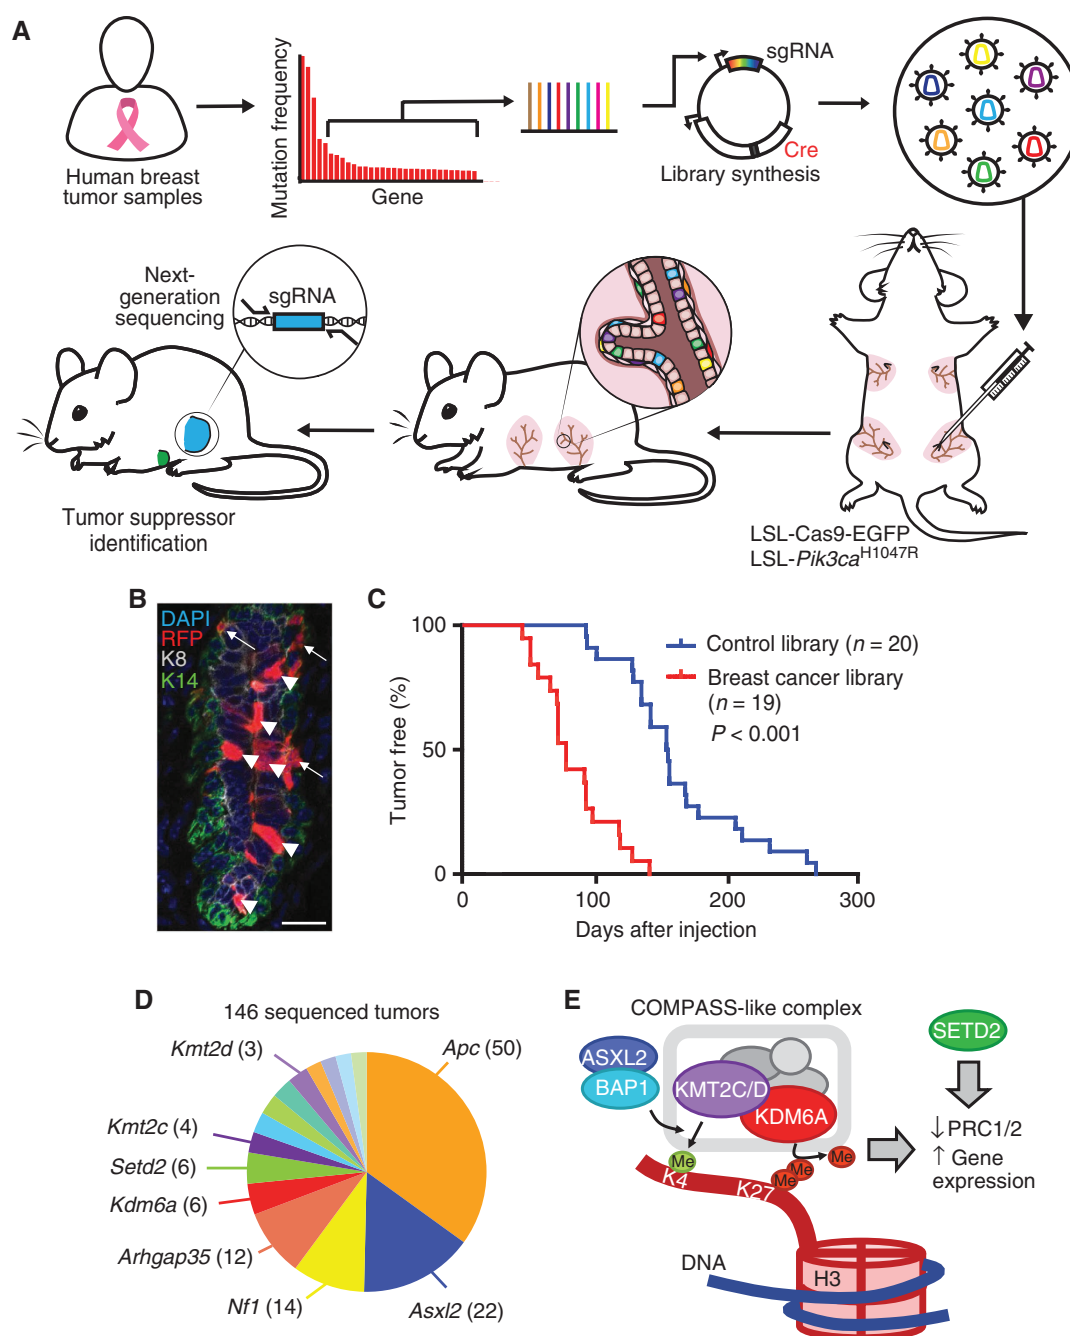 A
Human breast
tumor samples
Mutation frequency
Gene
sgRNA
Cre
Library synthesis
Next-
generation
sequencing
sgRNA
Tumor suppressor
identification
LSL-Cas9-EGFP
LSL-Pik3caH1047R
B
DAPI
RFP
K8
K14
C
Tumor free (%)
100
50
0
0
100
200
300
Days after injection
Control library (n = 20)
Breast cancer library
(n = 19)
P < 0.001
D
146 sequenced tumors
Kmt2d (3)
Apc (50)
Kmt2c (4)
Setd2 (6)
Kdm6a (6)
Arhgap35 (12)
Nf1 (14)
Asxl2 (22)
E
COMPASS-like complex
ASXL2
BAP1
KMT2C/D
KDM6A
SETD2
Me
Me
Me
Me
K4
K27
↓PRC1/2
↑ Gene
expression
DNA
H3